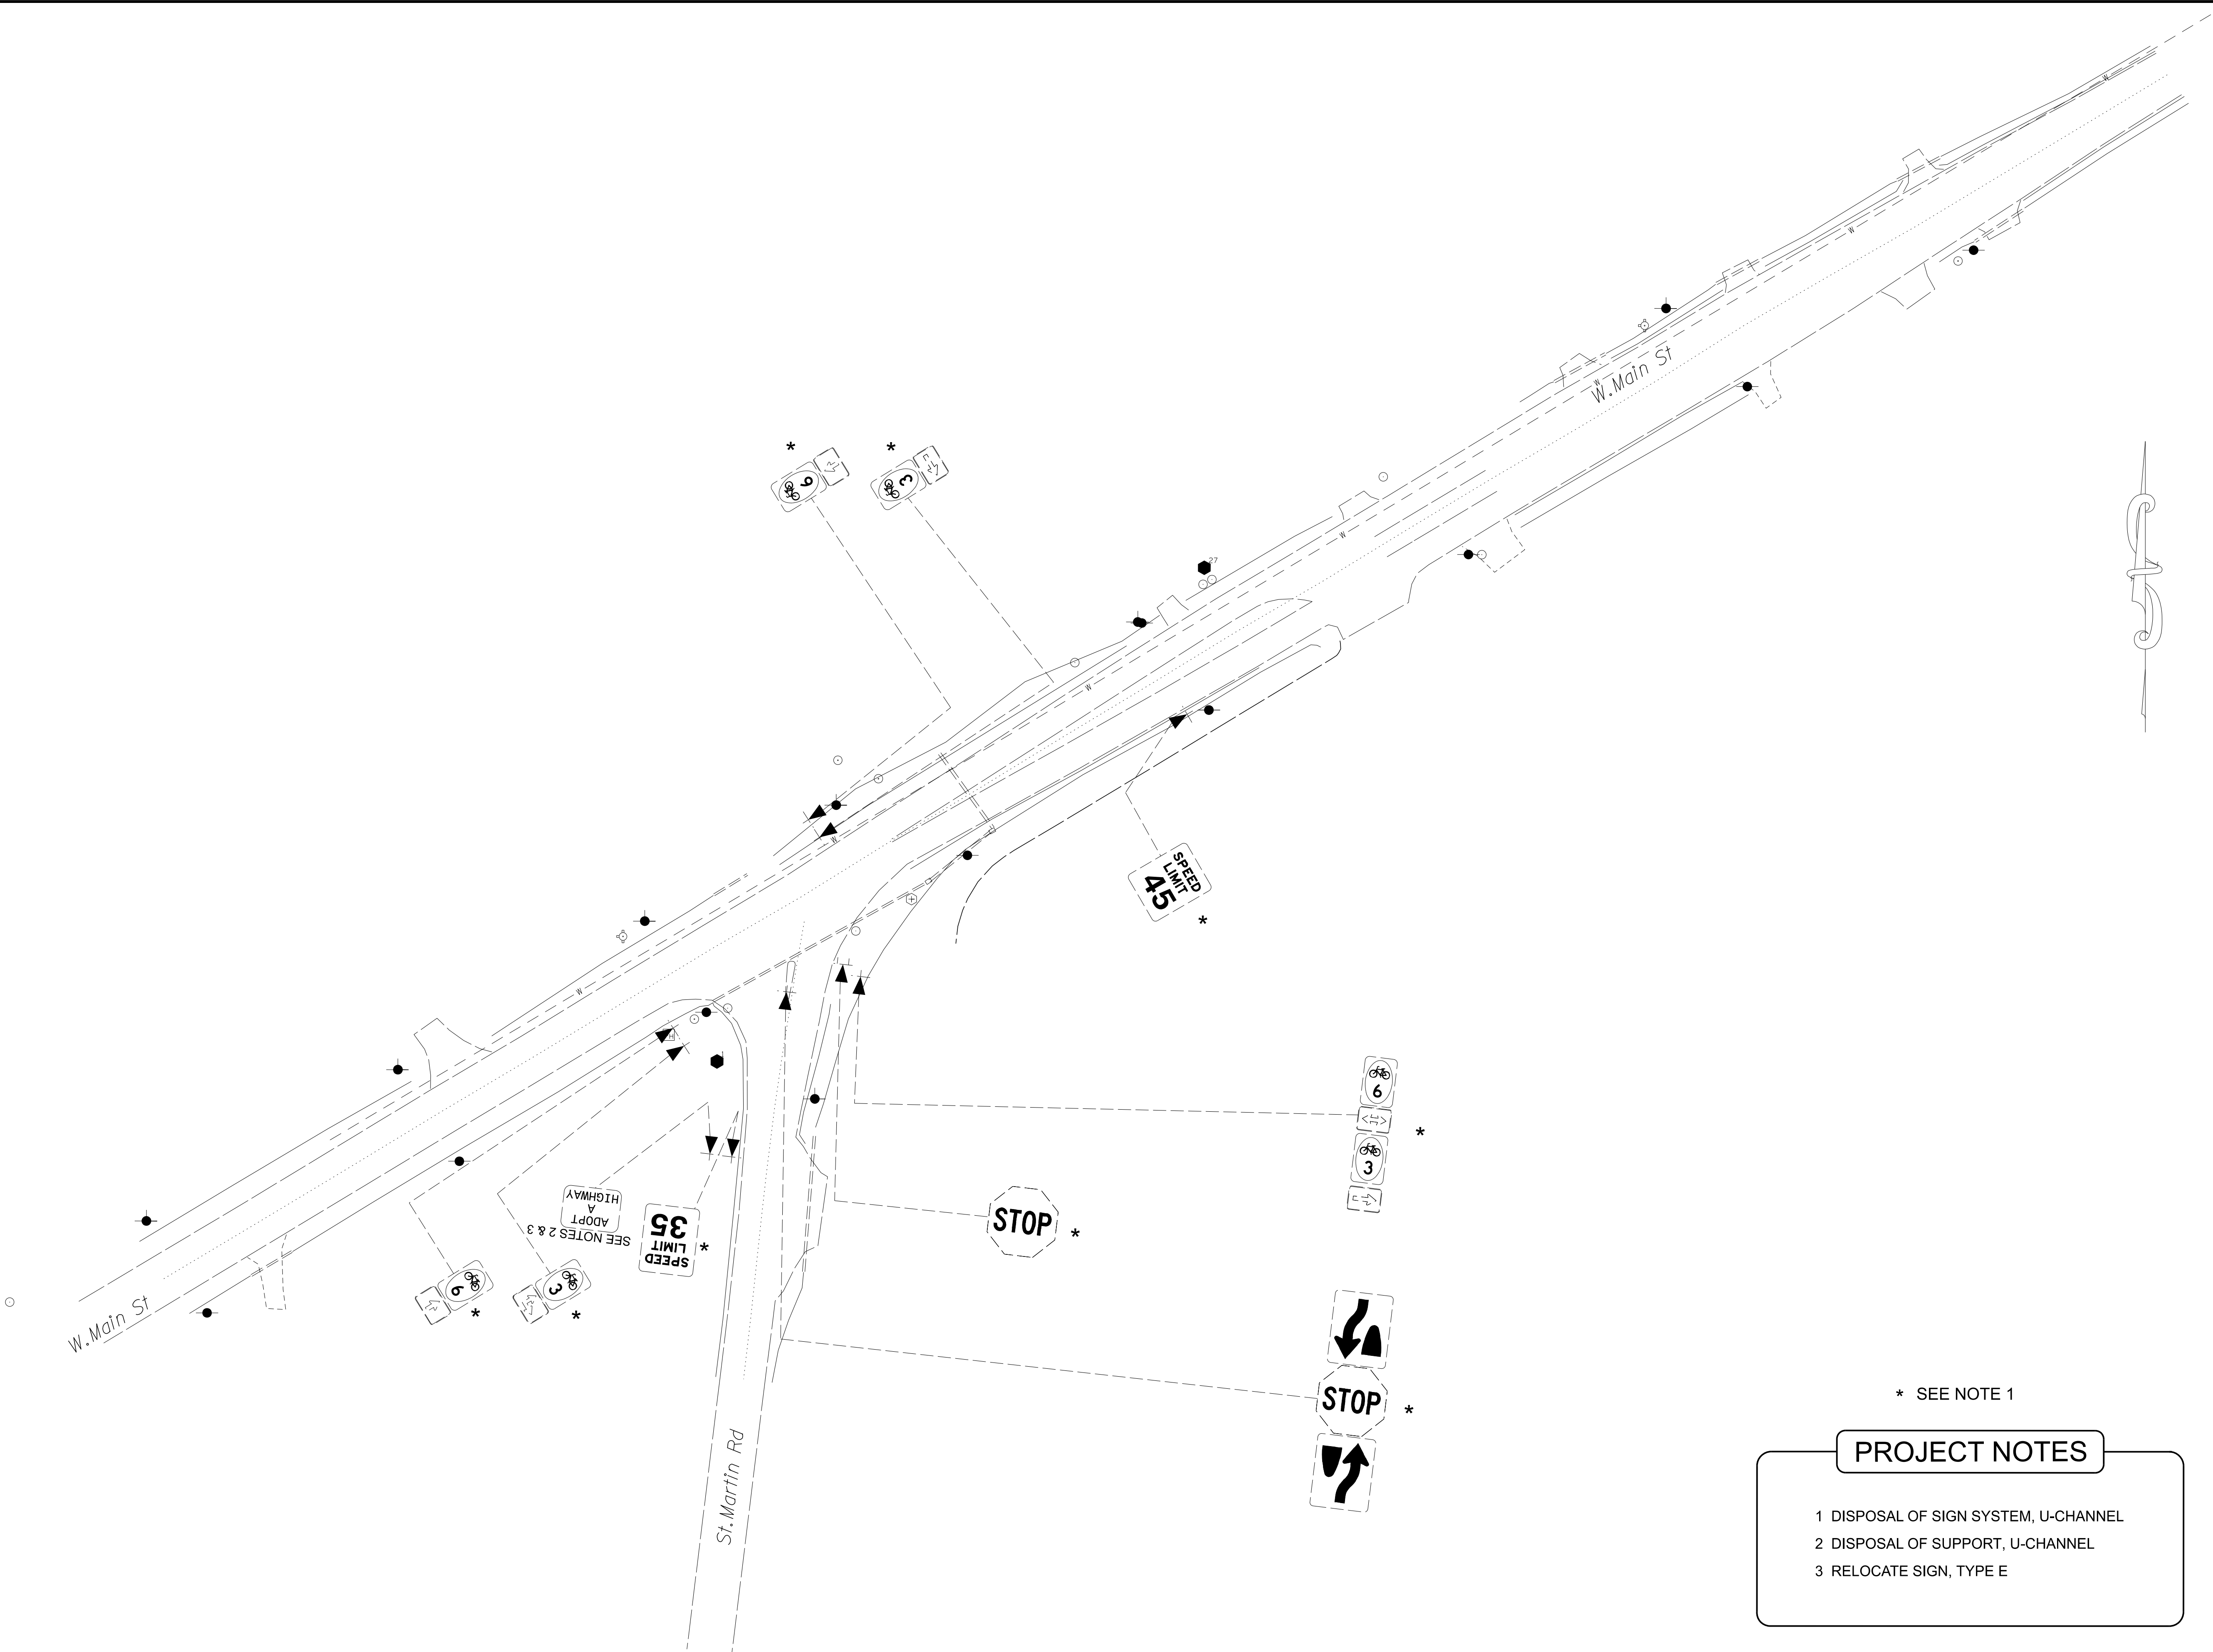 W
W
W
W.Main St
*
*
6
3
W
27
W
W
SPEED
LIMIT
45
*
W
6
3
*
ADOPT
A
HIGHWAY
SEE NOTES 2 & 3
SPEED
LIMIT
35
*
STOP
*
6
*
3
*
W.Main St
STOP
*
St.Martin Rd
* SEE NOTE 1
PROJECT NOTES
1 DISPOSAL OF SIGN SYSTEM, U-CHANNEL
2 DISPOSAL OF SUPPORT, U-CHANNEL
3 RELOCATE SIGN, TYPE E